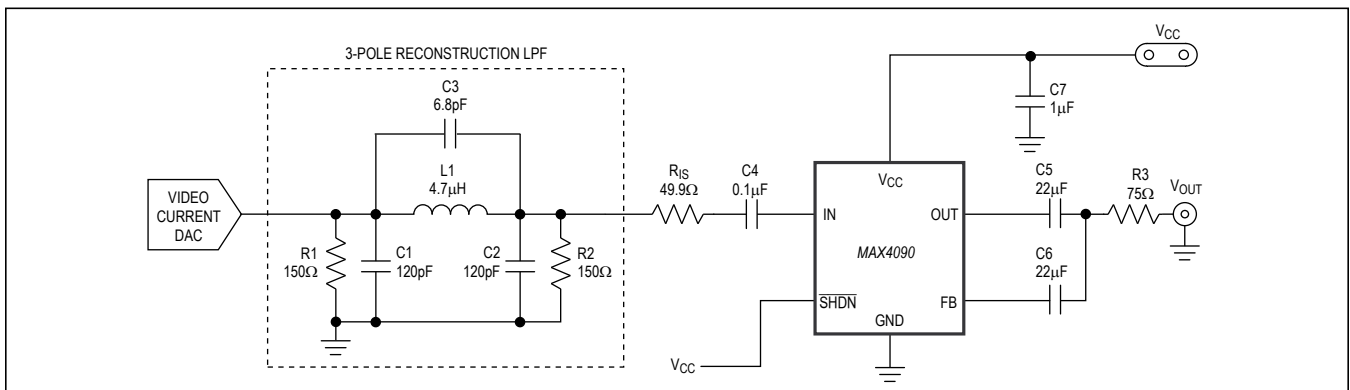 3-POLE RECONSTRUCTION LPF
C3
6.8pF
L1
4.7μH
VIDEO
CURRENT
DAC
R1
150Ω
C1
120pF
C2
120pF
R2
150Ω
RIS
49.9Ω
C4
0.1μF
VCC
C7
1μF
VCC
IN
OUT
MAX4090
SHDN
FB
GND
VCC
C5
22μF
C6
22μF
R3
75Ω
VOUT